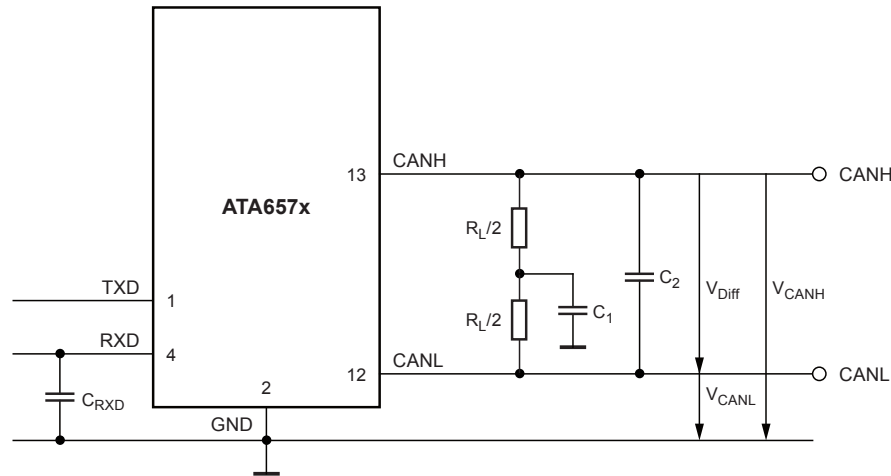 CANH
13
CANH
ATA657x
R_L/2
C_2
V_Diff
V_CANH
TXD
1
R_L/2
C_1
RXD
4
CANL
12
CANL
C_RXD
2
V_CANL
GND